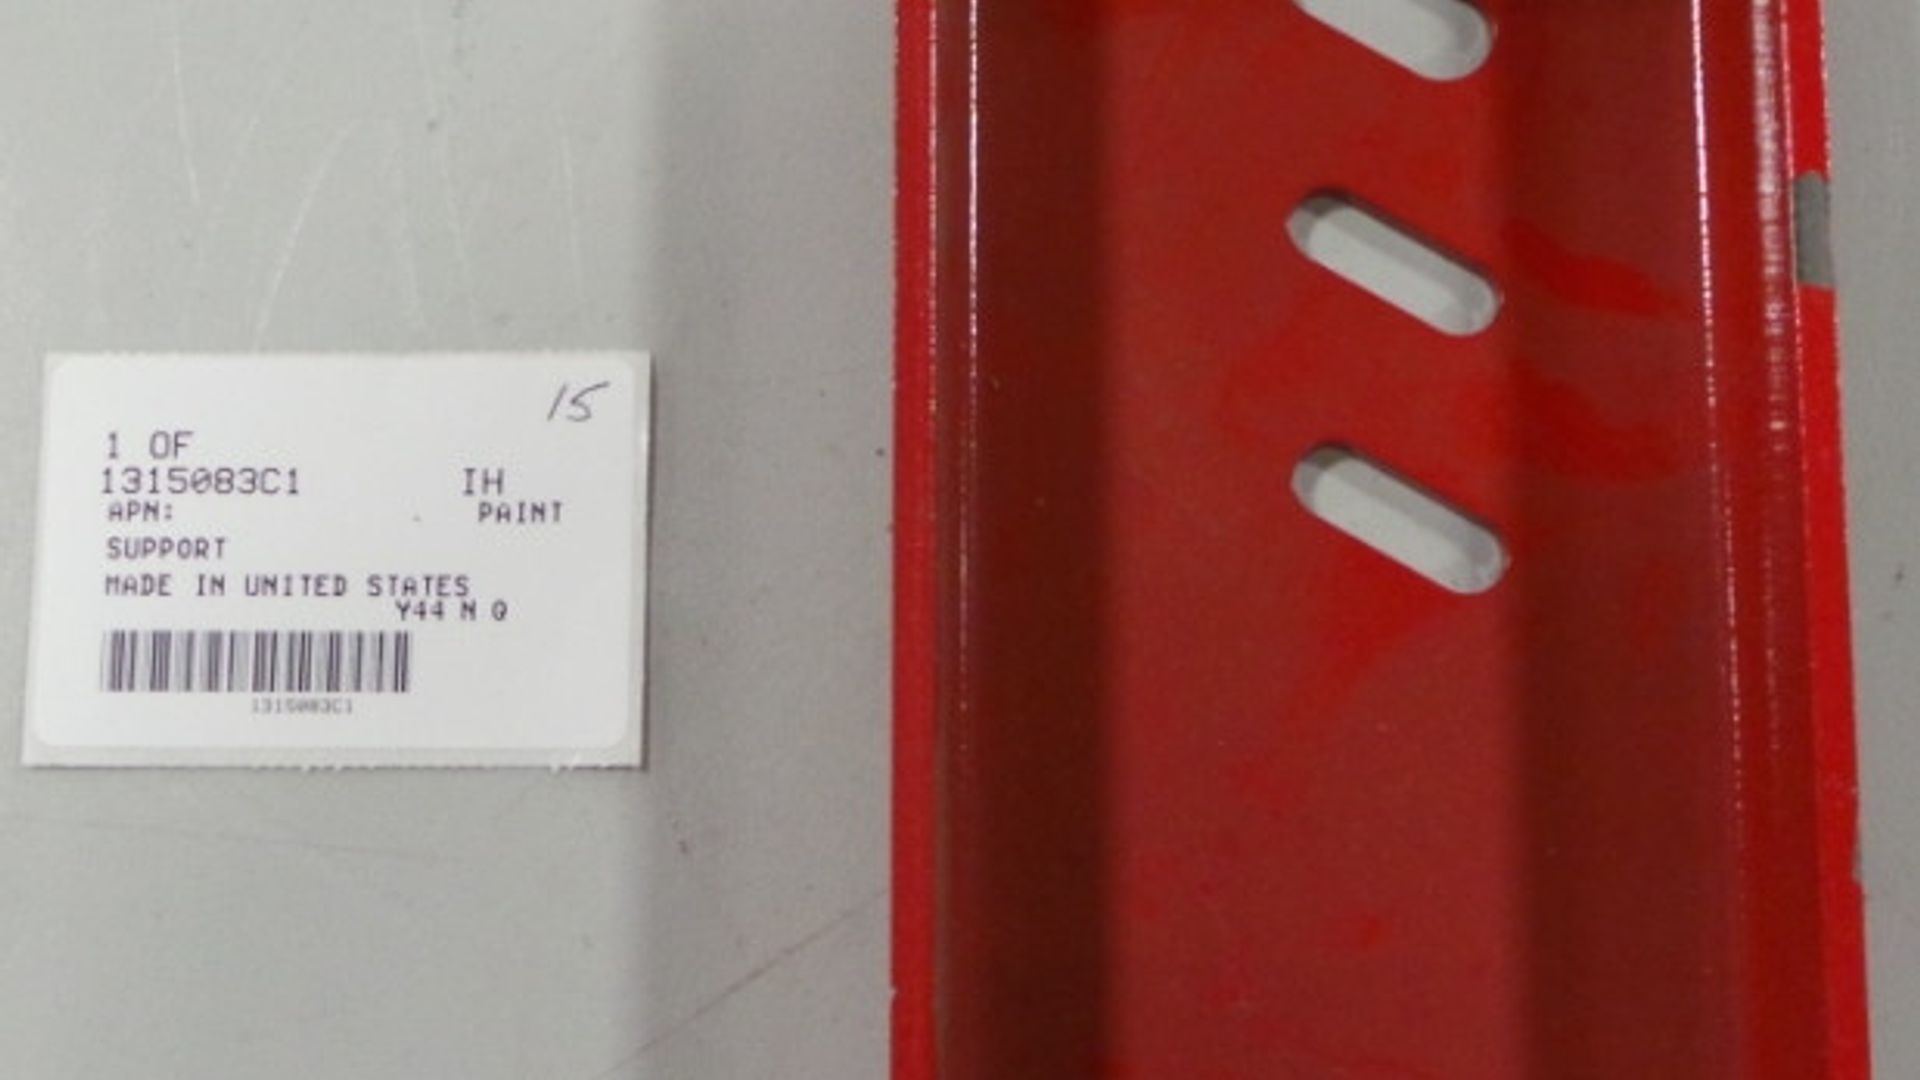 15
1 OF
1315083C1 IH
APN: PAINT
SUPPORT
MADE IN UNITED STATES
Y44 N Q
1315083C1